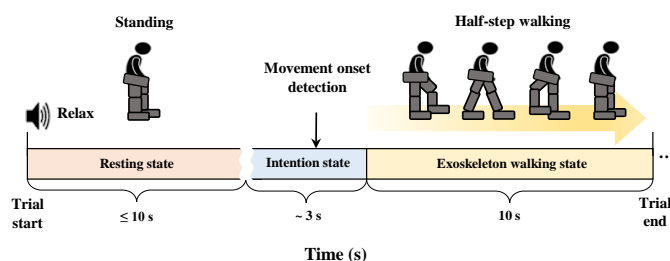 Standing
Half-step walking
Movement onset
detection
Relax
Resting state
Intention state
Exoskeleton walking state
...
Trial
start
≤ 10 s
~ 3 s
10 s
Trial
end
Time (s)